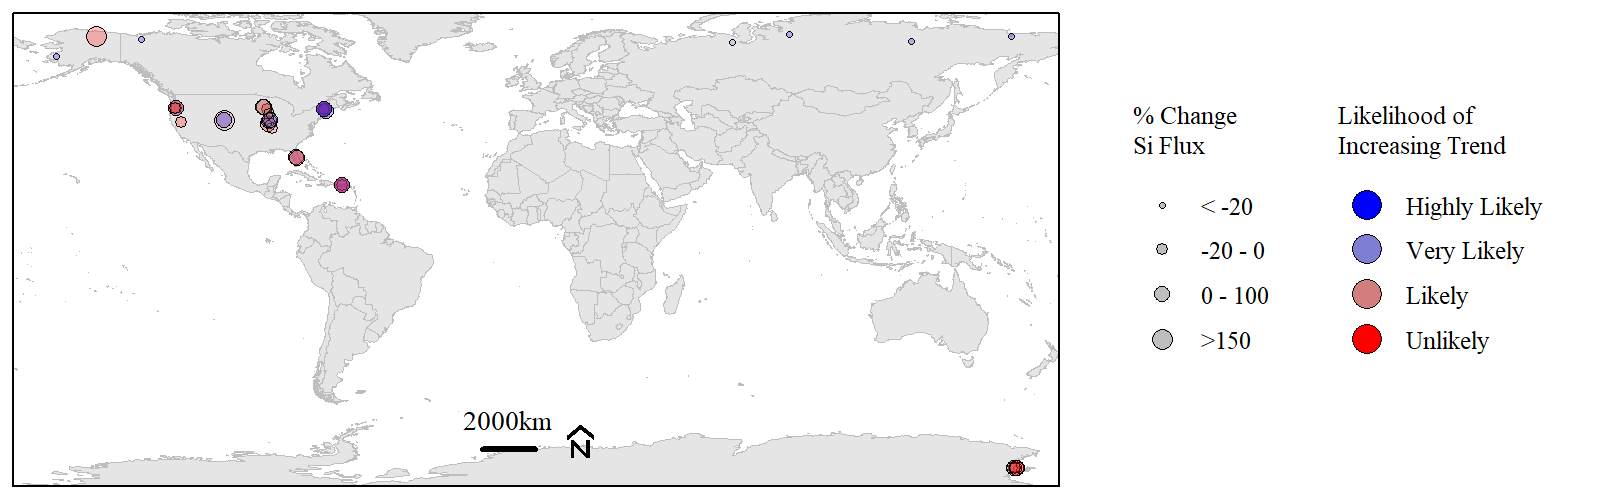 2000km
N
% Change
Si Flux
< -20
-20 - 0
0 - 100
>150
Likelihood of
Increasing Trend
Highly Likely
Very Likely
Likely
Unlikely